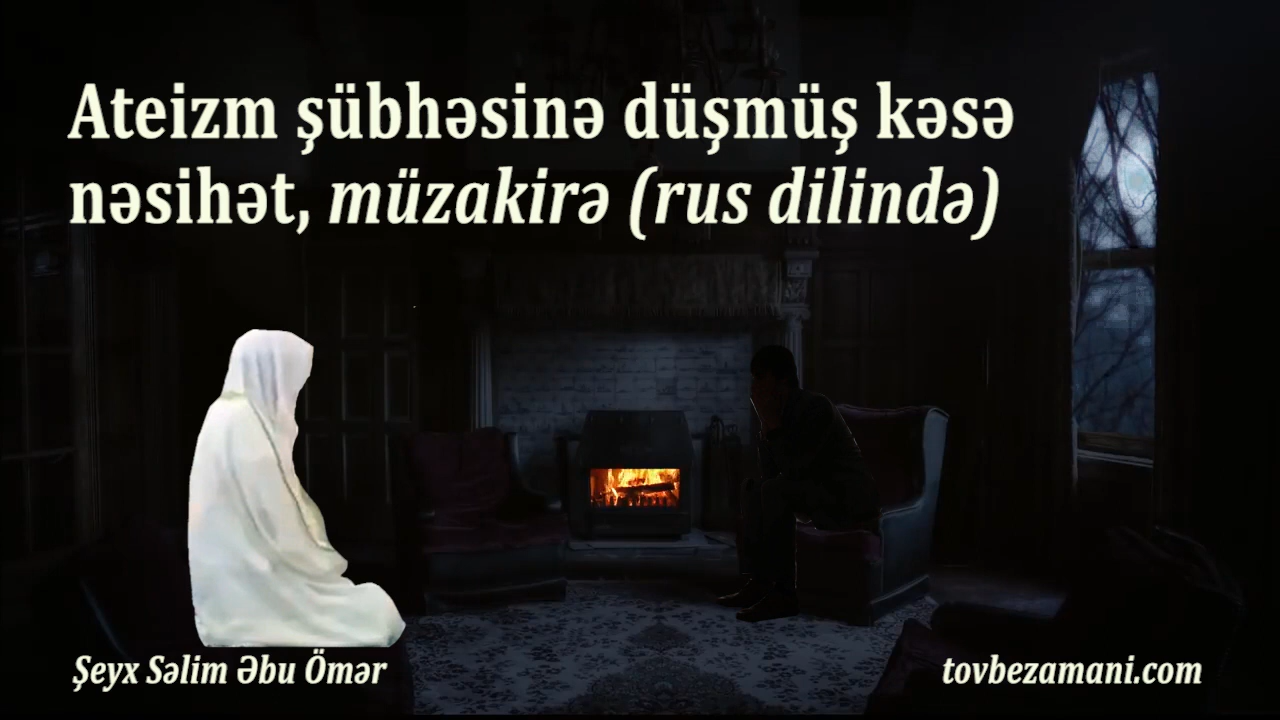 Ateizm şübhəsinə düşmüş kəsə
nəsihət, müzakirə (rus dilində)
Şeyx Səlim Əbu Ömər
tovbezamani.com